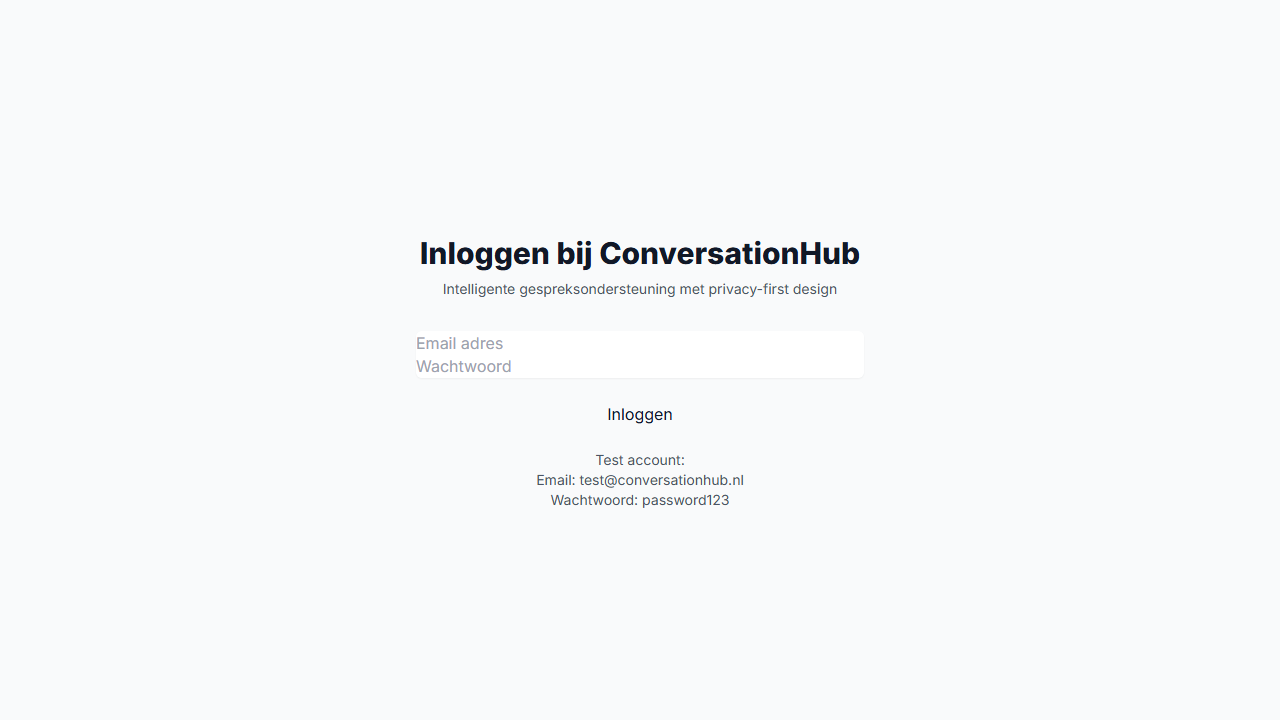 Inloggen bij ConversationHub
Intelligente gespreksondersteuning met privacy-first design
Email adres
Wachtwoord
Inloggen
Test account:
Email: test@conversationhub.nl
Wachtwoord: password123